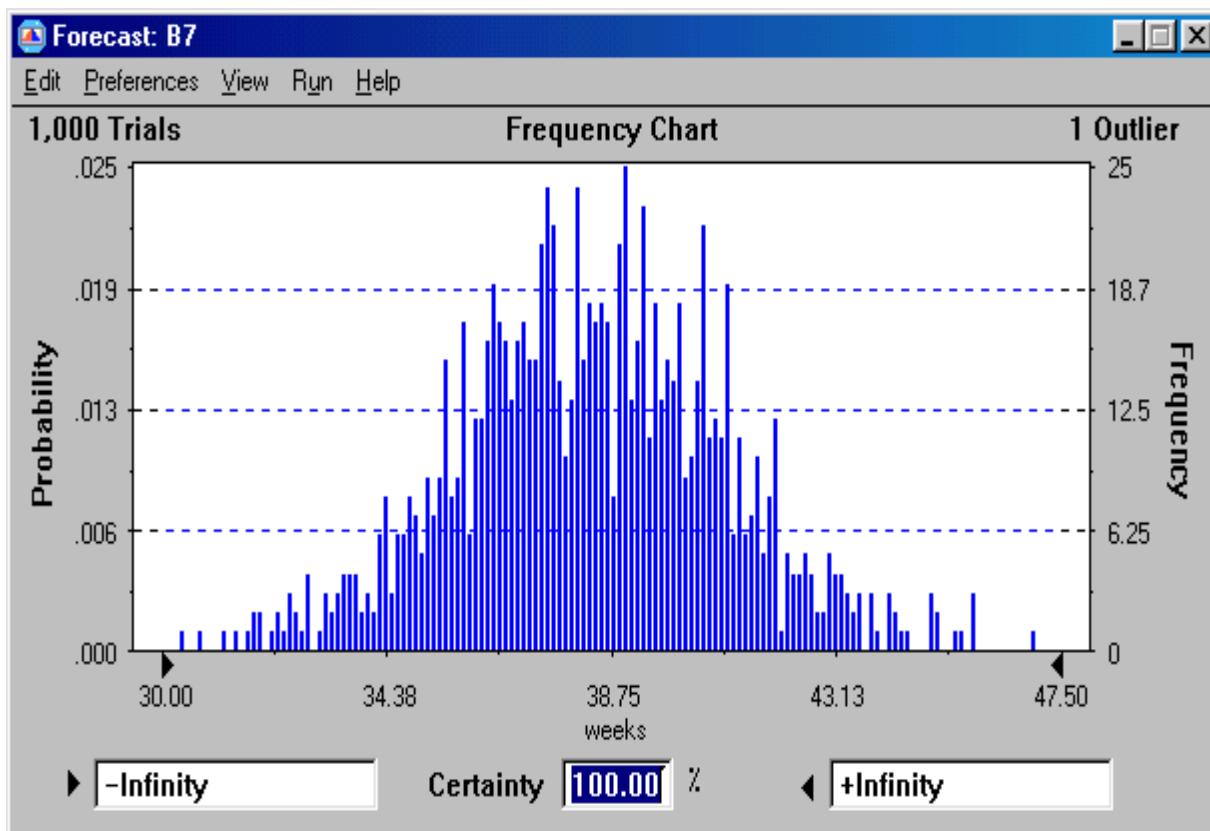 Forecast: B7
Edit Preferences View Run Help
1,000 Trials Frequency Chart 1 Outlier
.025 25
.019 18.7
.013 12.5
.006 6.25
.000 0
Probability
Frequency
30.00 34.38 38.75 43.13 47.50
weeks
-Infinity Certainty 100.00 % +Infinity